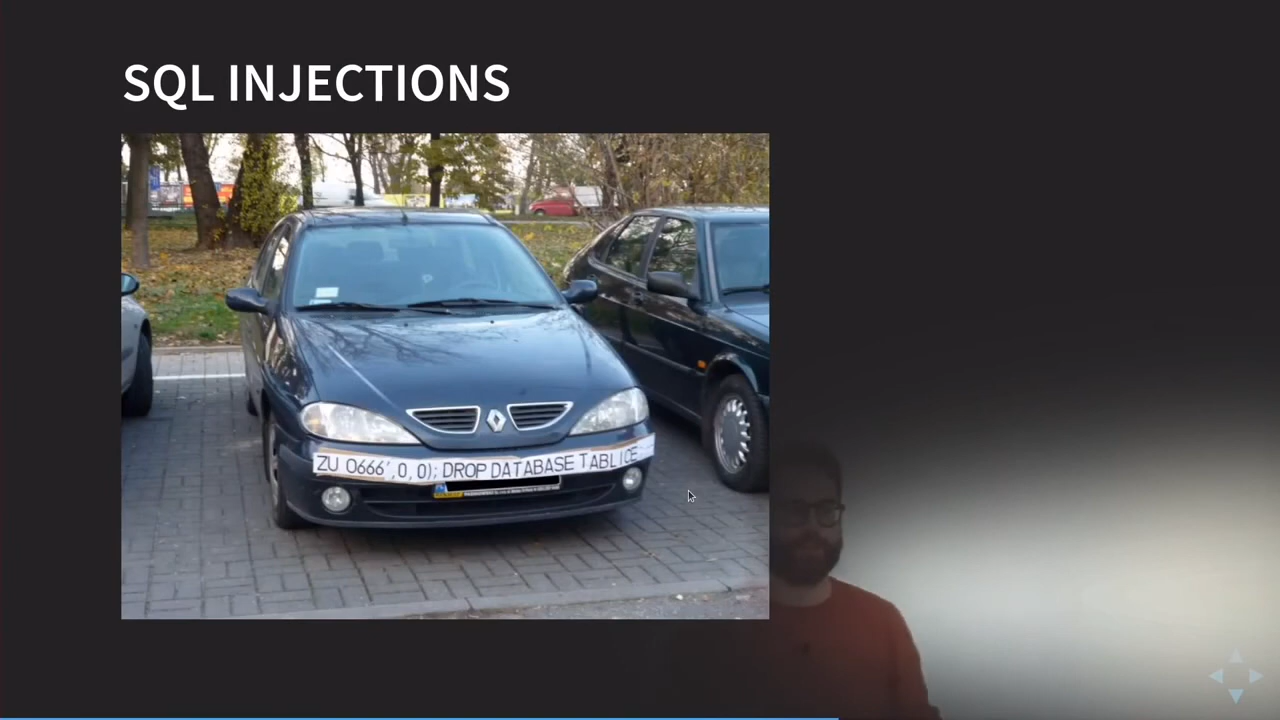 SQL INJECTIONS
ZU 0666',0,0); DROP DATABASE TABLICE